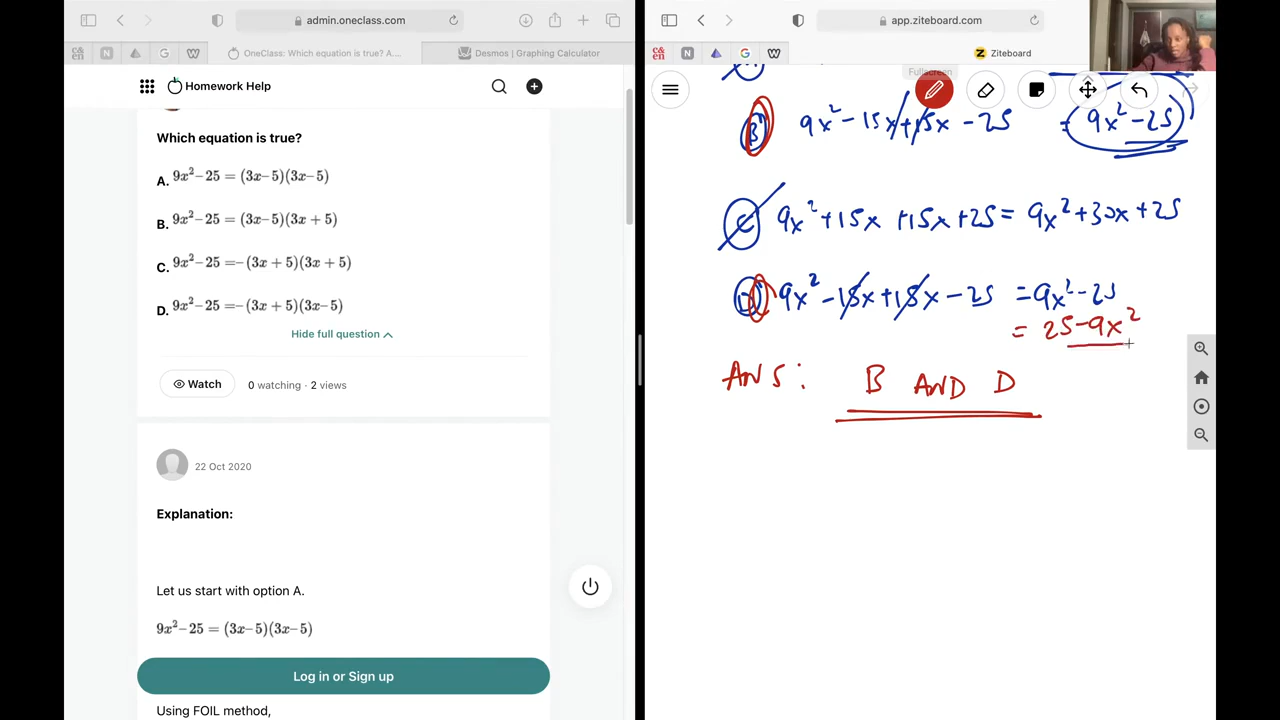 admin.oneclass.com
OneClass: Which equation is true? A....
Desmos | Graphing Calculator
Homework Help
Which equation is true?
A. 9x²−25 = (3x−5)(3x−5)
B. 9x²−25 = (3x−5)(3x + 5)
C. 9x²−25 =− (3x + 5)(3x + 5)
D. 9x²−25 =− (3x + 5)(3x−5)
Hide full question
Watch
0 watching · 2 views
22 Oct 2020
Explanation:
Let us start with option A.
9x²−25 = (3x−5)(3x−5)
Log in or Sign up
Using FOIL method,
app.ziteboard.com
Ziteboard
Fullscreen
B 9x² − 15x + 15x − 25 = 9x² − 25
C 9x² + 15x + 15x + 25 = 9x² + 30x + 25
D 9x² − 15x + 15x − 25 = 9x² − 25
= 25 − 9x²
ANS: B AND D